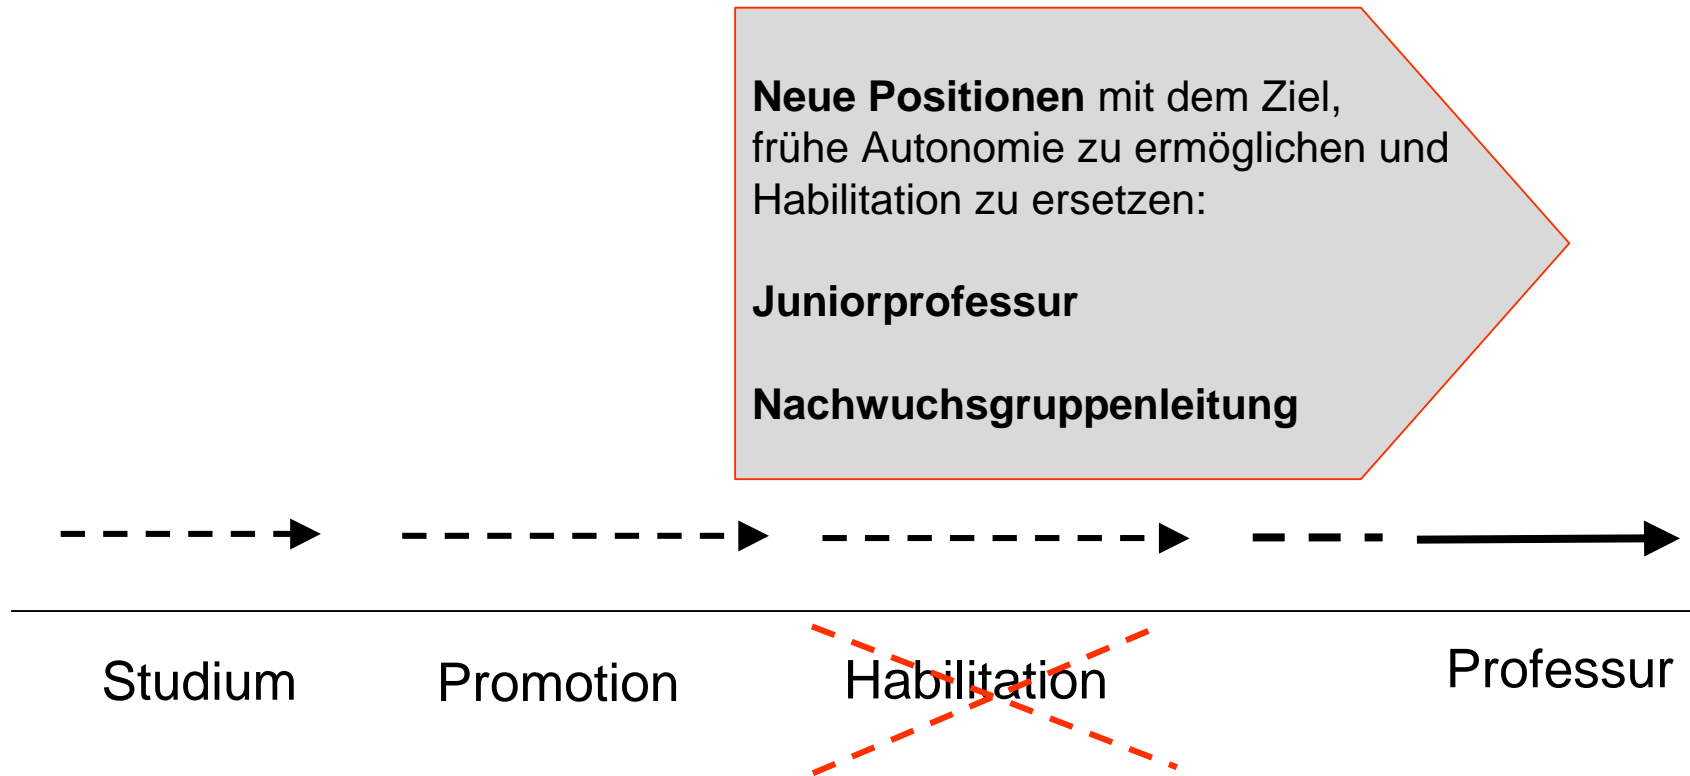 Neue Positionen mit dem Ziel,
frühe Autonomie zu ermöglichen und
Habilitation zu ersetzen:
Juniorprofessur
Nachwuchsgruppenleitung
Studium
Promotion
Habilitation
Professur